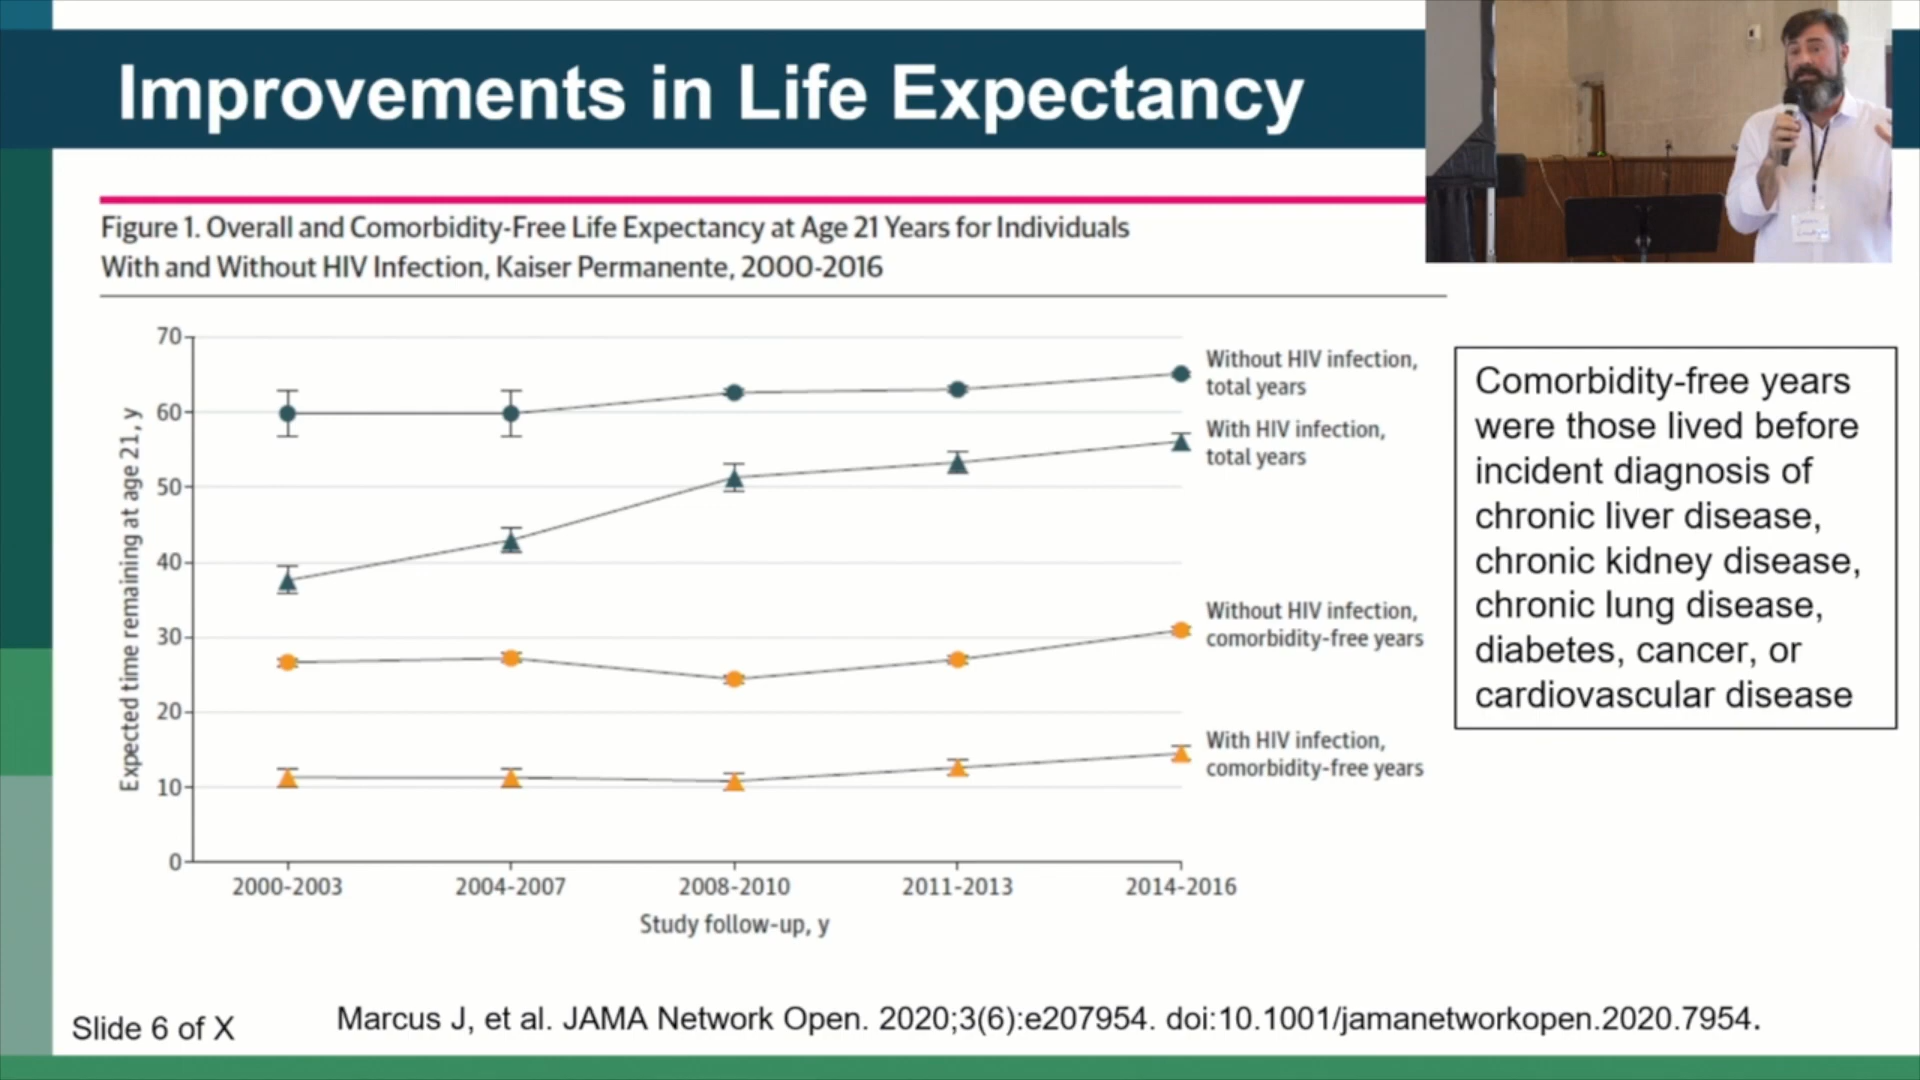 Improvements in Life Expectancy
Figure 1. Overall and Comorbidity-Free Life Expectancy at Age 21 Years for Individuals
With and Without HIV Infection, Kaiser Permanente, 2000-2016
Expected time remaining at age 21, y
70
60
50
40
30
20
10
0
Without HIV infection,
total years
With HIV infection,
total years
Without HIV infection,
comorbidity-free years
With HIV infection,
comorbidity-free years
2000-2003
2004-2007
2008-2010
2011-2013
2014-2016
Study follow-up, y
Comorbidity-free years
were those lived before
incident diagnosis of
chronic liver disease,
chronic kidney disease,
chronic lung disease,
diabetes, cancer, or
cardiovascular disease
Slide 6 of X
Marcus J, et al. JAMA Network Open. 2020;3(6):e207954. doi:10.1001/jamanetworkopen.2020.7954.